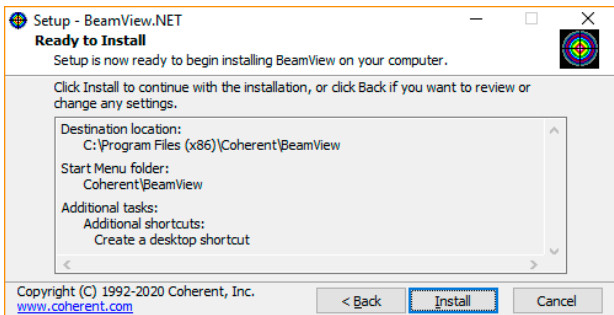 Setup - BeamView.NET
Ready to Install
Setup is now ready to begin installing BeamView on your computer.
Click Install to continue with the installation, or click Back if you want to review or
change any settings.
Destination location:
C:\Program Files (x86)\Coherent\BeamView
Start Menu folder:
Coherent\BeamView
Additional tasks:
Additional shortcuts:
Create a desktop shortcut
Copyright (C) 1992-2020 Coherent, Inc.
www.coherent.com
< Back
Install
Cancel